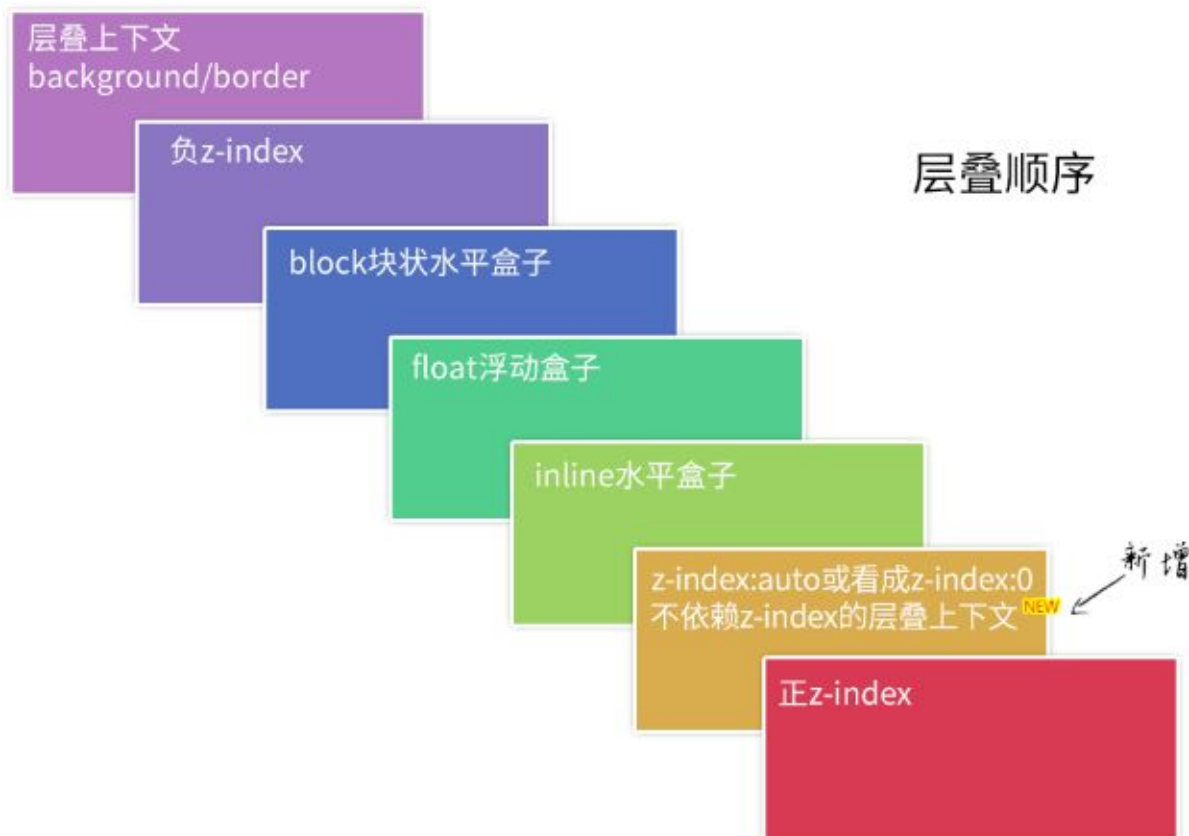 层叠上下文
background/border
负z-index
层叠顺序
block块状水平盒子
float浮动盒子
inline水平盒子
新增
z-index:auto或看成z-index:0
不依赖z-index的层叠上下文
NEW
正z-index